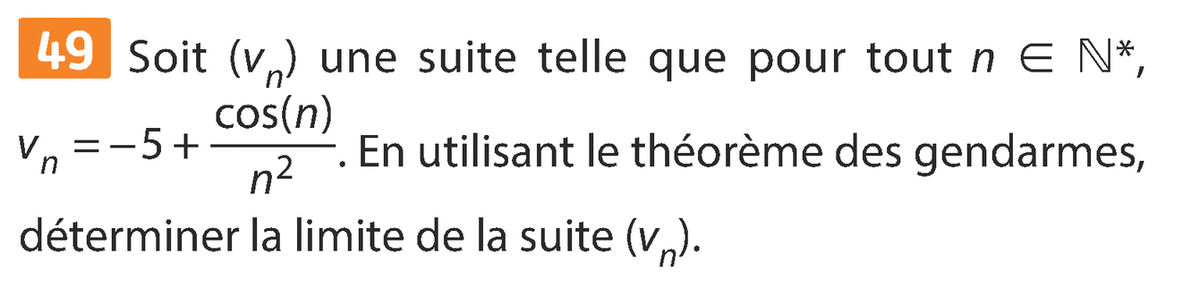 49 Soit (vₙ) une suite telle que pour tout n ∈ ℕ*,
vₙ = −5 + cos(n)/n². En utilisant le théorème des gendarmes,
déterminer la limite de la suite (vₙ).